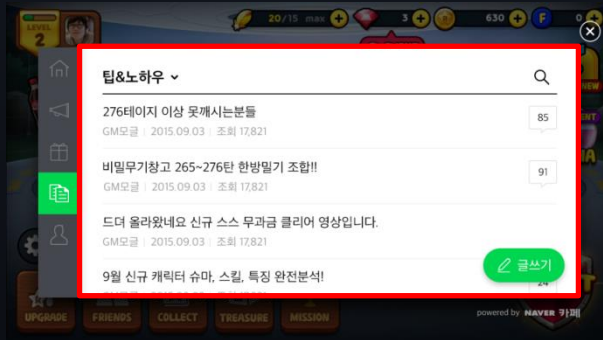 LEVEL
2
20/15 max
3
630
F
0
팁&노하우
276테이지 이상 못깨시는분들
85
GM모글 | 2015.09.03 | 조회 17,821
비밀무기창고 265~276탄 한방밀기 조합!!
91
GM모글 | 2015.09.03 | 조회 17,821
드뎌 올라왔네요 신규 스스 무과금 클리어 영상입니다.
GM모글 | 2015.09.03 | 조회 17,821
글쓰기
9월 신규 캐릭터 슈마, 스킬, 특징 완전분석!
24
NEW
UPGRADE
FRIENDS
COLLECT
TREASURE
MISSION
powered by NAVER 카페